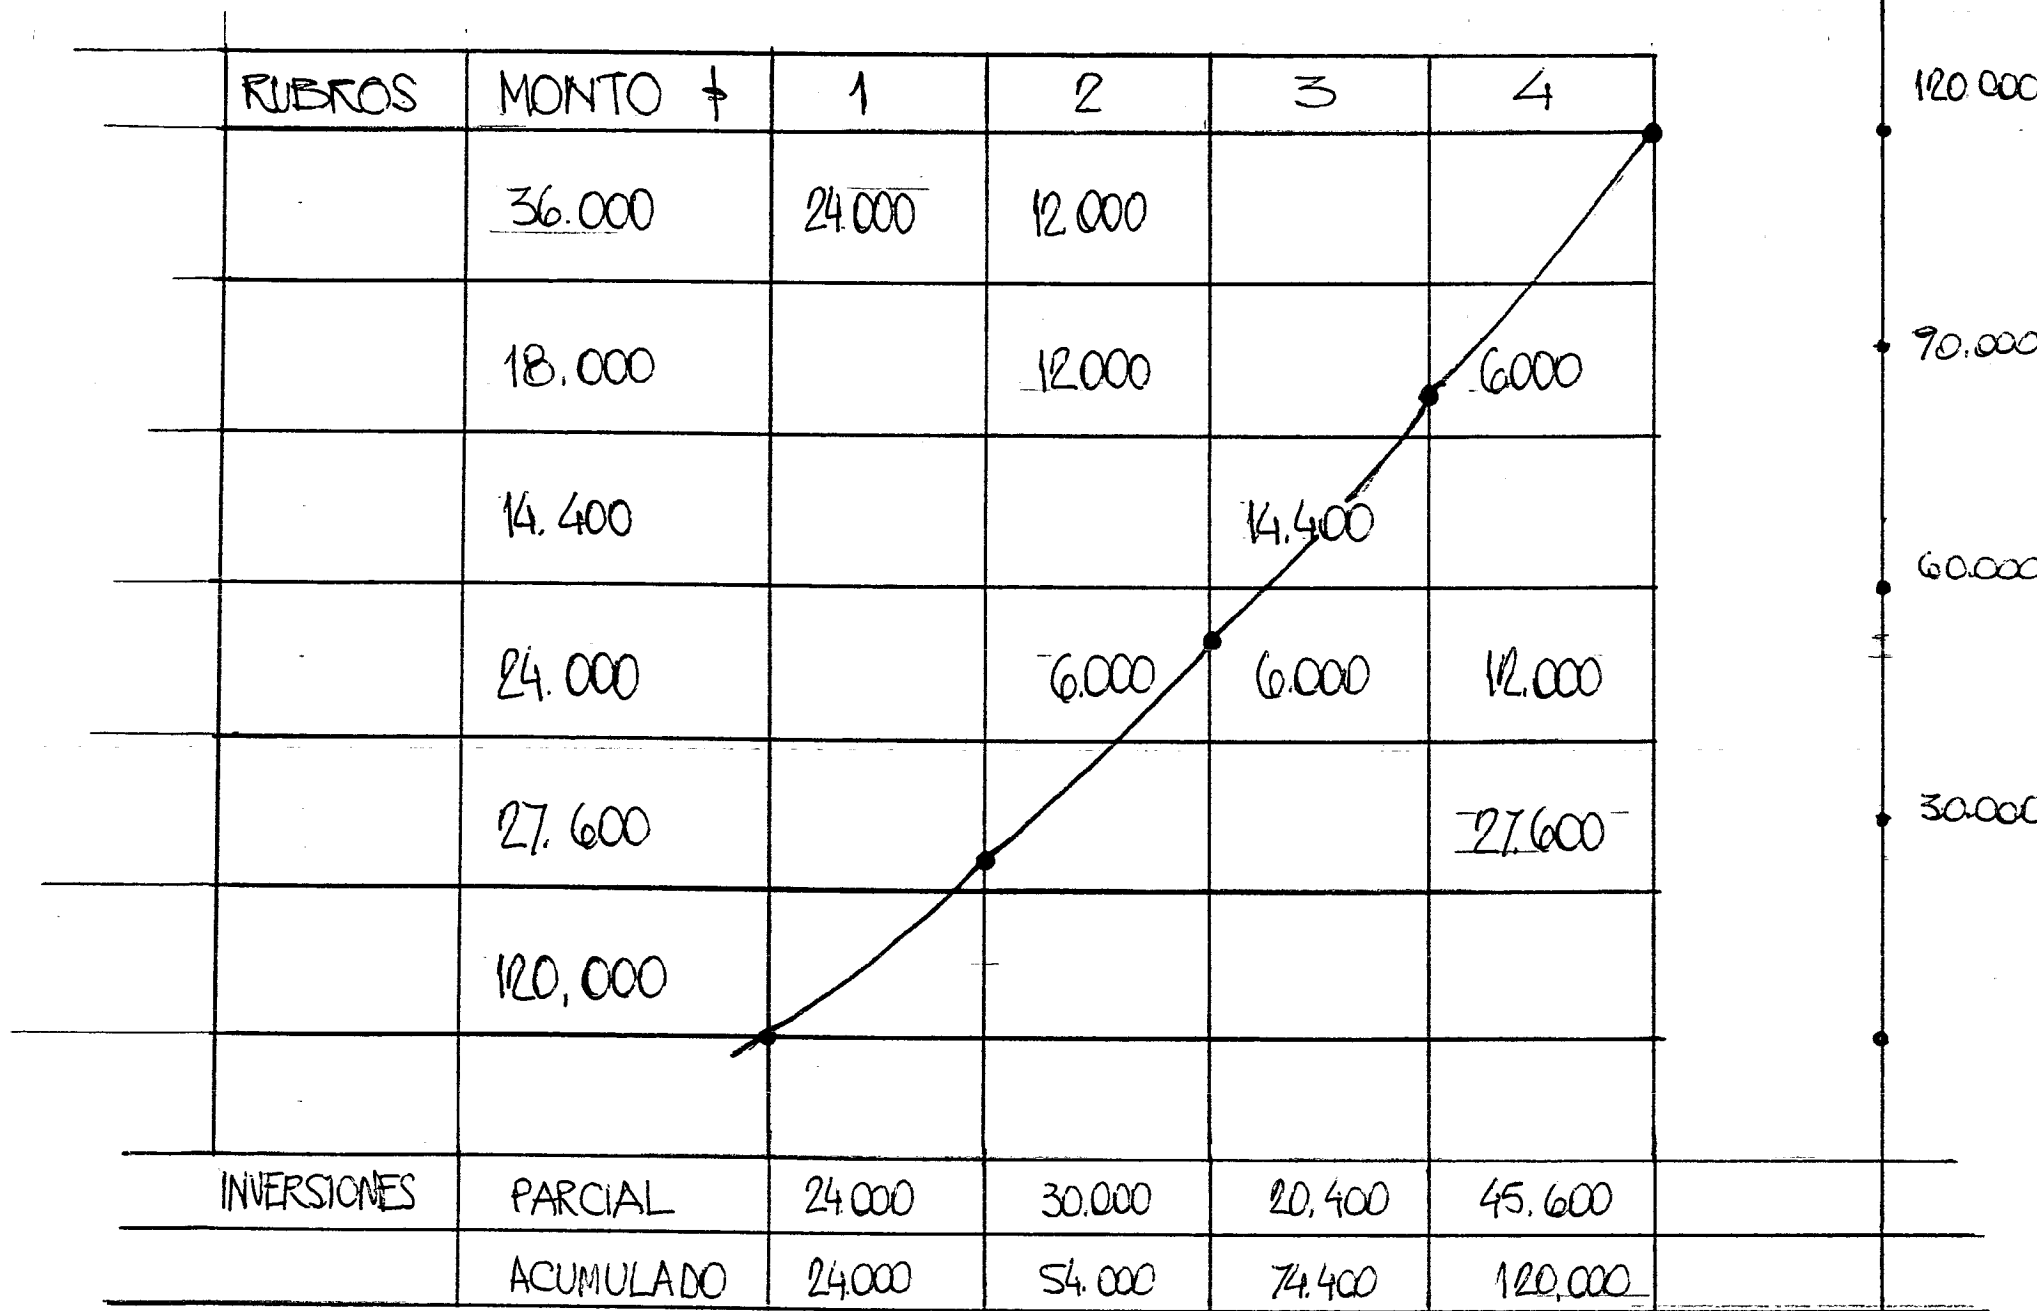 RUBROS MONTO $ 1 2 3 4 120.000
36.000 24.000 12.000
18.000 12000 6000 90.000
14.400 14.400
60.000
24.000 6.000 6.000 12.000
27.600 27.600 30.000
120,000
INVERSIONES PARCIAL 24.000 30.000 20,400 45.600
ACUMULADO 24.000 54.000 74.400 120,000